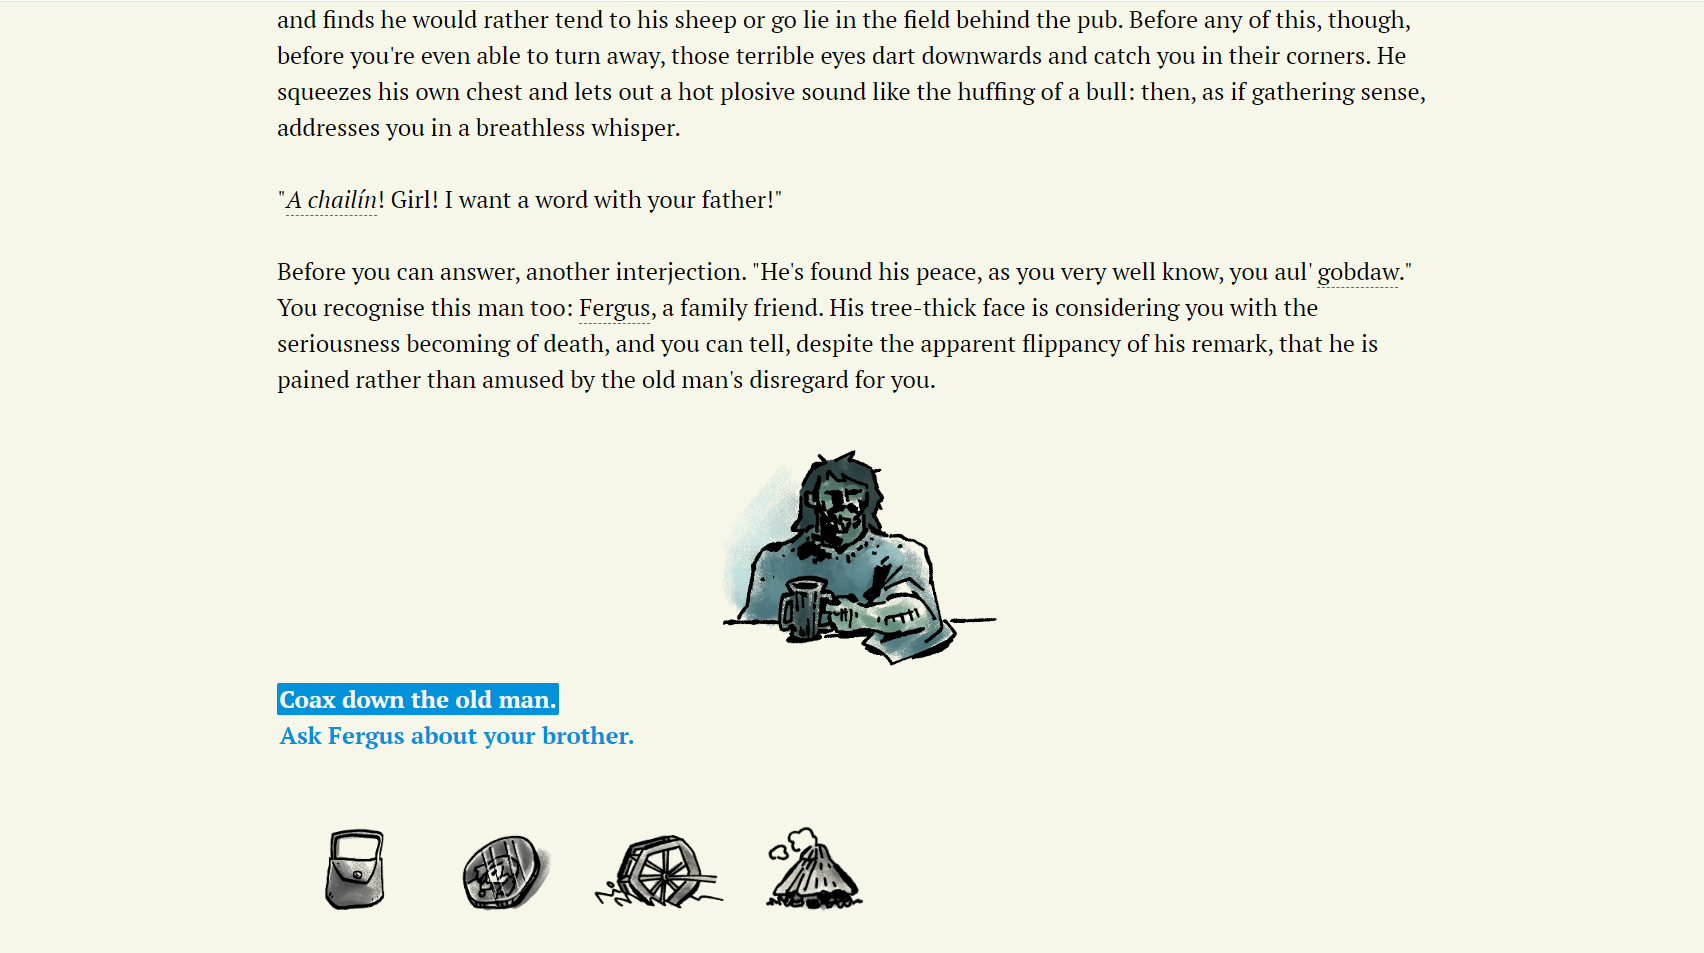 and finds he would rather tend to his sheep or go lie in the field behind the pub. Before any of this, though,
before you're even able to turn away, those terrible eyes dart downwards and catch you in their corners. He
squeezes his own chest and lets out a hot plosive sound like the huffing of a bull: then, as if gathering sense,
addresses you in a breathless whisper.
"A chailín! Girl! I want a word with your father!"
Before you can answer, another interjection. "He's found his peace, as you very well know, you aul' gobdaw."
You recognise this man too: Fergus, a family friend. His tree-thick face is considering you with the
seriousness becoming of death, and you can tell, despite the apparent flippancy of his remark, that he is
pained rather than amused by the old man's disregard for you.
Coax down the old man.
Ask Fergus about your brother.